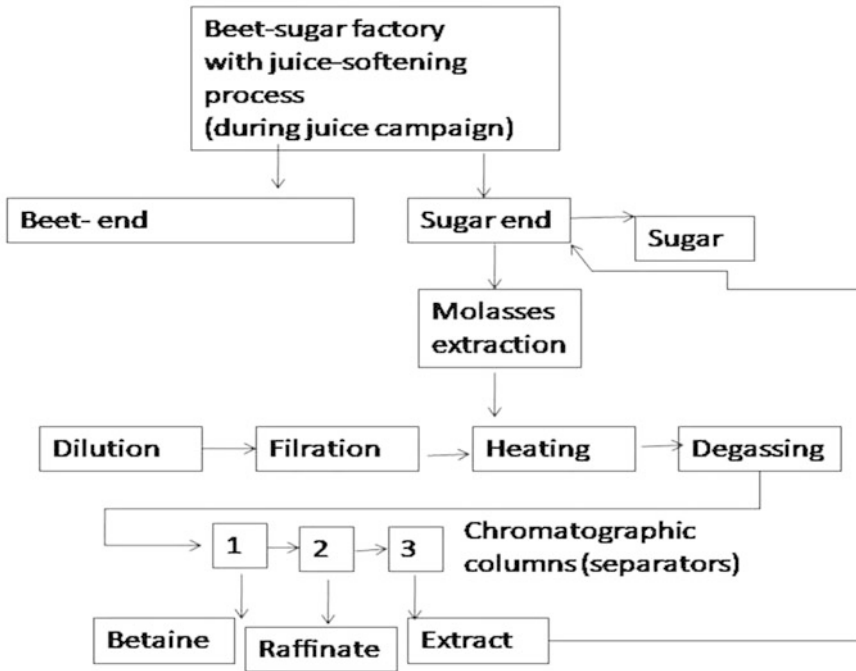 Beet-sugar factory
with juice-softening
process
(during juice campaign)
Beet- end
Sugar end
Sugar
Molasses
extraction
Dilution
Filration
Heating
Degassing
1
2
3
Chromatographic
columns (separators)
Betaine
Raffinate
Extract